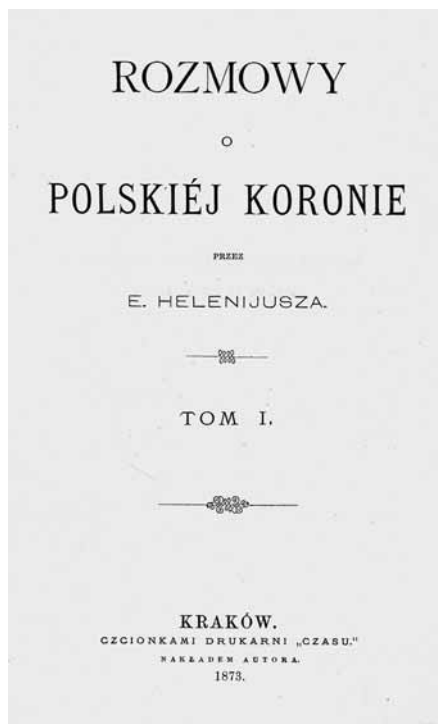 ROZMOWY
O
POLSKIÉJ KORONIE
PRZEZ
E. HELENIJUSZA.
TOM I.
KRAKÓW.
CZCIONKAMI DRUKARNI „CZASU."
NAKŁADEM AUTORA.
1873.